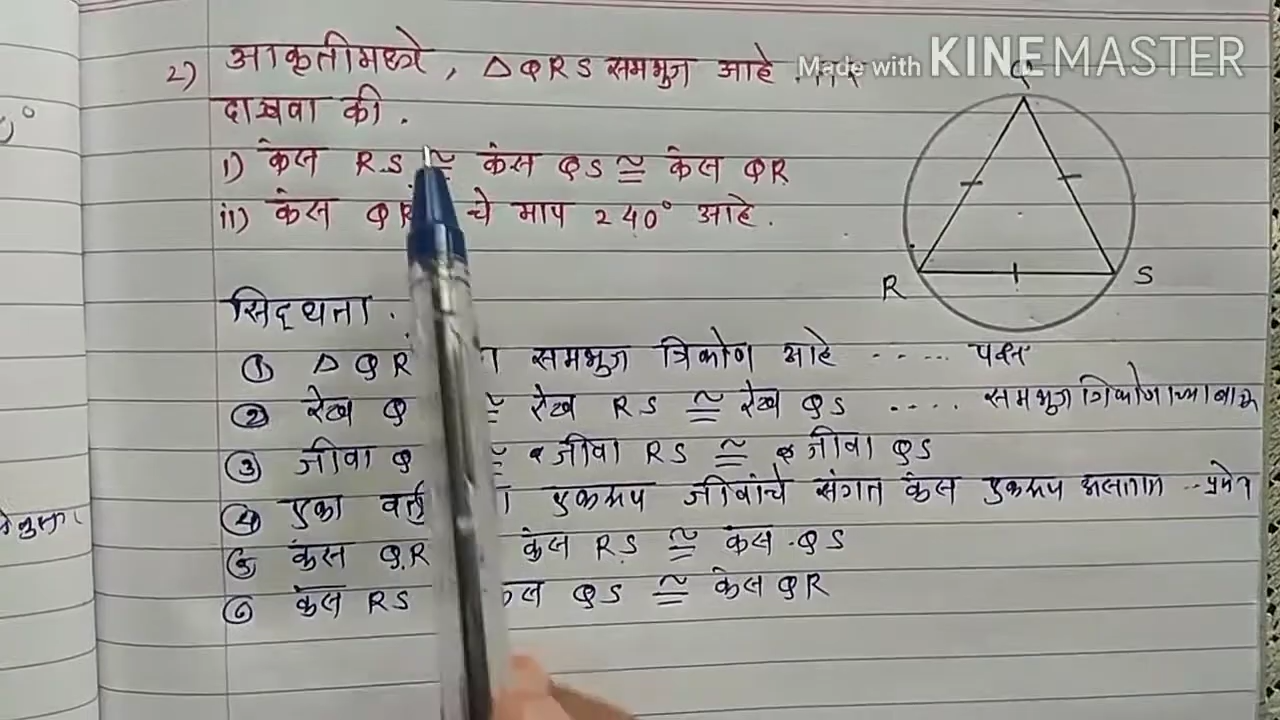 Made with KINEMASTER
2) आकृतीमध्ये, △QRS समभुज आहे
दाखवा की.
i) कंस RS ≅ कंस QS ≅ कंस QR
ii) कंस QR चे माप 240° आहे.
Q
R
S
सिद्धता.
① △QR समभुज त्रिकोण आहे ..... पक्ष
② रेख Q ≅ रेख RS ≅ रेख QS .... समभुज त्रिकोणाच्या
③ जीवा Q ≅ जीवा RS ≅ जीवा QS
④ एका एकरूप जीवांचे संगत कंस एकरूप असतात ..
⑤ कंस QR कंस RS ≅ कंस QS
⑥ कंस RS QS ≅ कंस QR